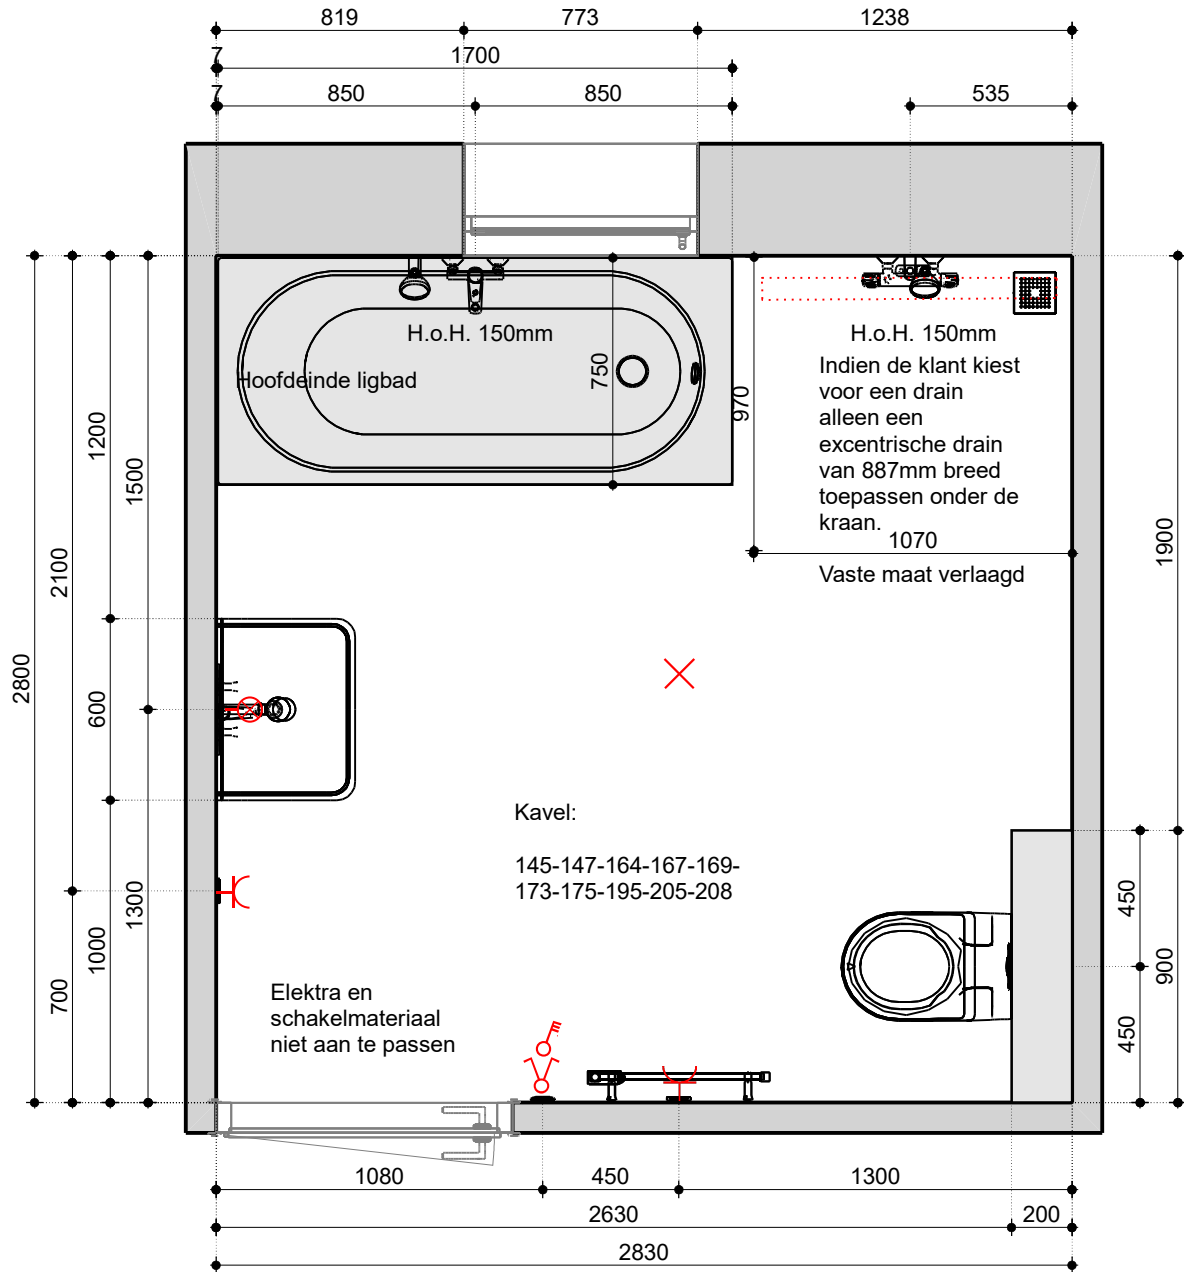 819
773
1238
7
1700
7
850
850
535
H.o.H. 150mm
Hoofdeinde ligbad
750
970
H.o.H. 150mm
Indien de klant kiest
voor een drain
alleen een
excentrische drain
van 887mm breed
toepassen onder de
kraan.
1070
Vaste maat verlaagd
1200
1500
2100
2800
600
1300
1000
700
1900
450
900
450
Kavel:
145-147-164-167-169-
173-175-195-205-208
Elektra en
schakelmateriaal
niet aan te passen
1080
450
1300
2630
200
2830